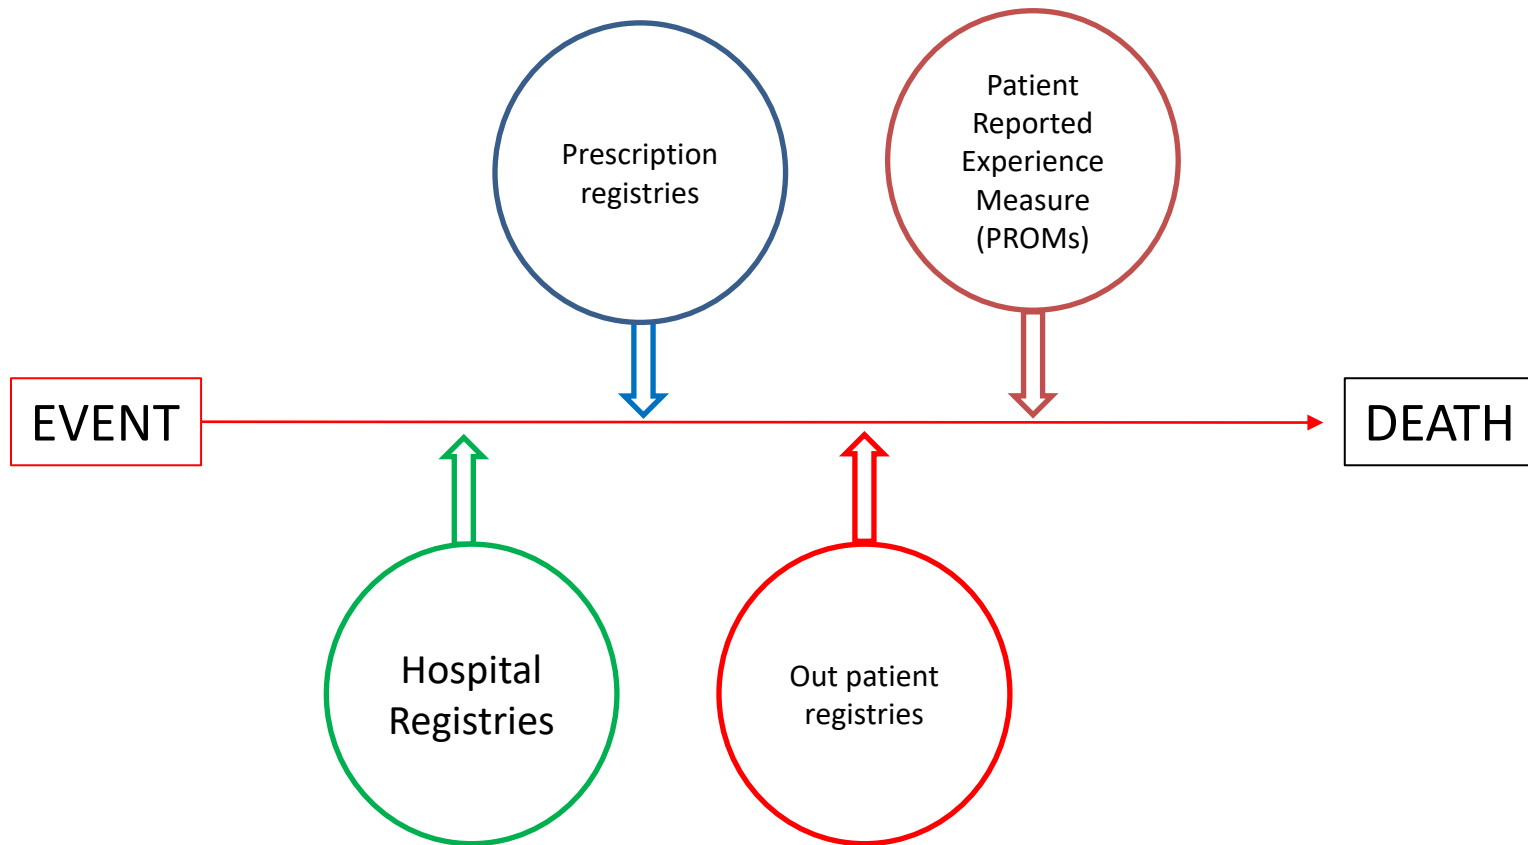 Prescription
registries
Patient
Reported
Experience
Measure
(PROMs)
EVENT
DEATH
Hospital
Registries
Out patient
registries